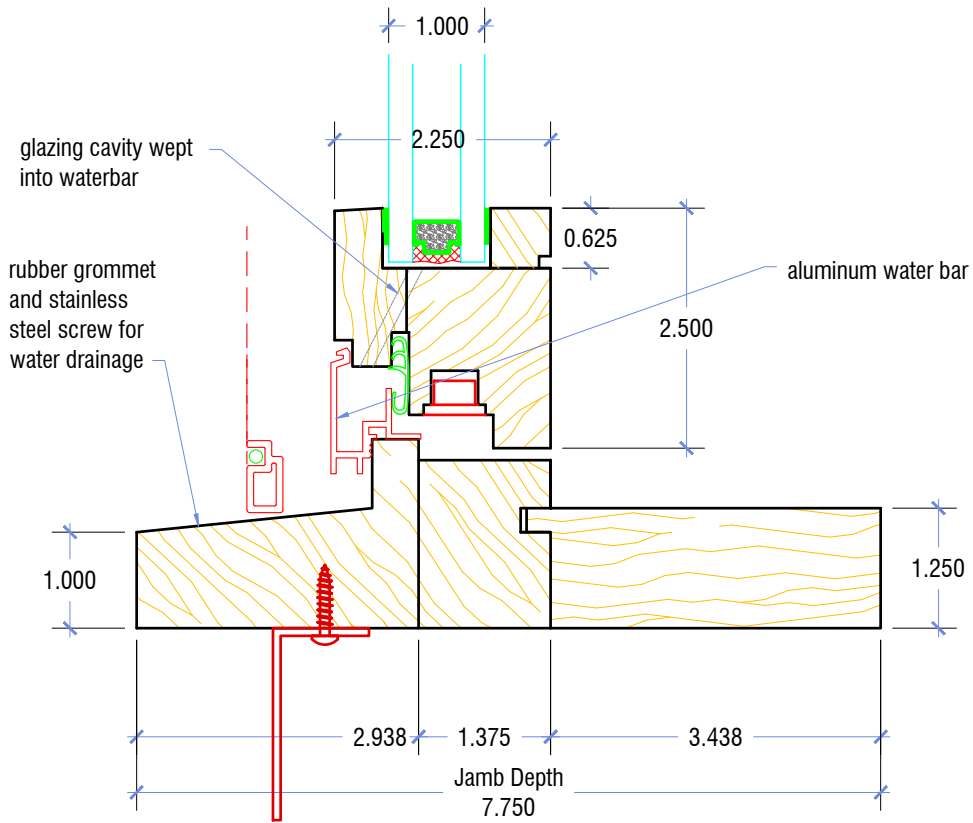 1.000
2.250
glazing cavity wept
into waterbar
0.625
rubber grommet
and stainless
steel screw for
water drainage
aluminum water bar
2.500
1.000
1.250
2.938
1.375
3.438
Jamb Depth
7.750